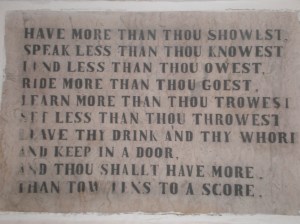 HAVE MORE THAN THOU SHOWEST,
SPEAK LESS THAN THOU KNOWEST
LEND LESS THAN THOU OWEST,
RIDE MORE THAN THOU GOEST,
LEARN MORE THAN THOU TROWEST
SET LESS THAN THOU THROWEST
LEAVE THY DRINK AND THY WHORE
AND KEEP IN A DOOR,
AND THOU SHALLT HAVE MORE,
THAN TOW TENS TO A SCORE.